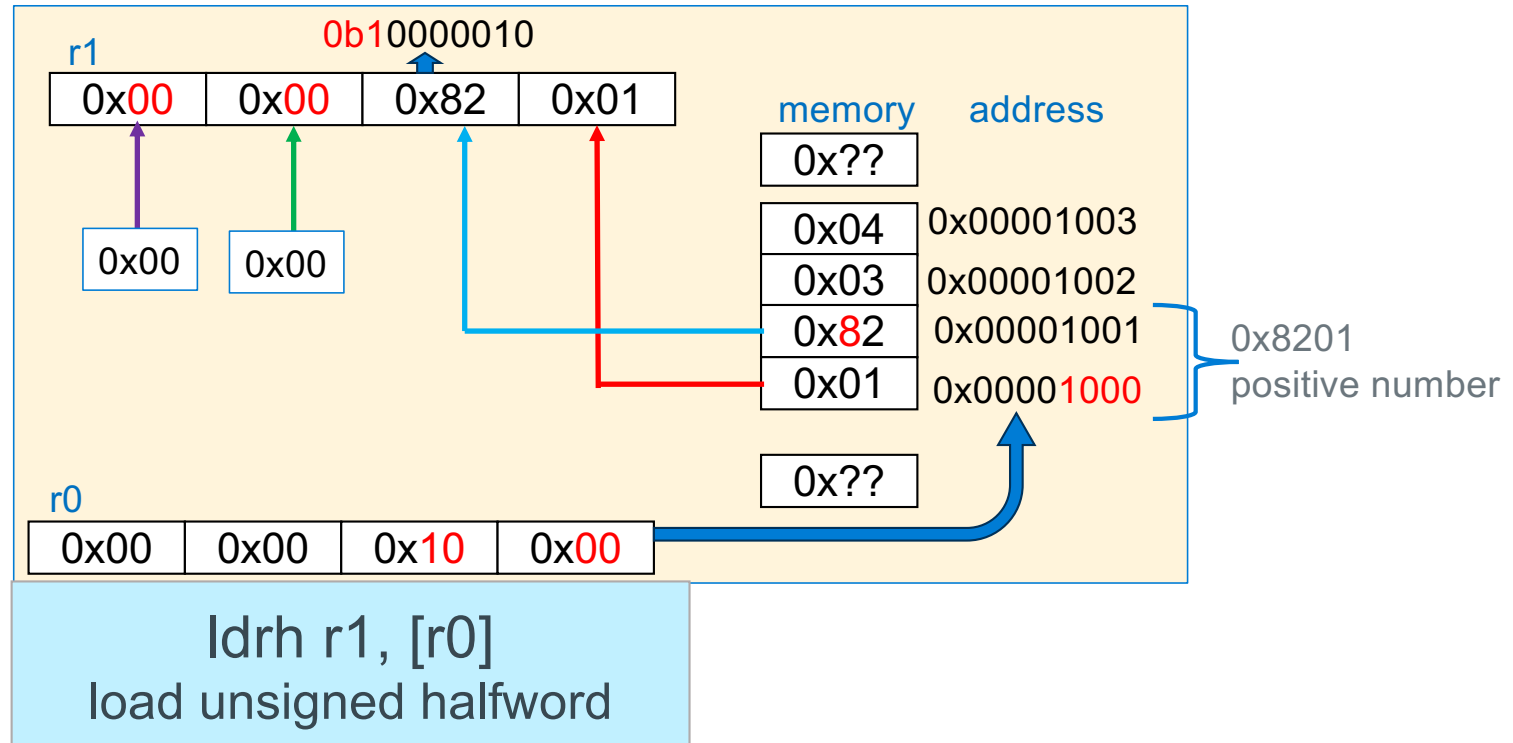 0b10000010
r1
0x00 0x00 0x82 0x01
memory address
0x??
0x04 0x00001003
0x00 0x00
0x03 0x00001002
0x82 0x00001001
0x8201
positive number
0x01 0x00001000
0x??
r0
0x00 0x00 0x10 0x00
ldrh r1, [r0]
load unsigned halfword